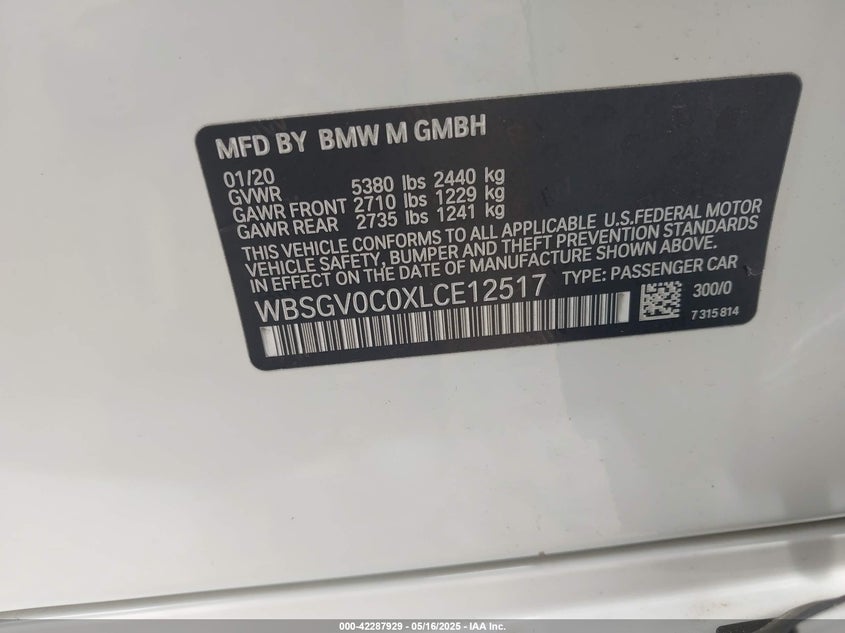 MFD BY BMW M GMBH
01/20
GVWR 5380 lbs 2440 kg
GAWR FRONT 2710 lbs 1229 kg
GAWR REAR 2735 lbs 1241 kg
THIS VEHICLE CONFORMS TO ALL APPLICABLE U.S.FEDERAL MOTOR
VEHICLE SAFETY, BUMPER AND THEFT PREVENTION STANDARDS
IN EFFECT ON THE DATE OF MANUFACTURE SHOWN ABOVE.
WBSGV0C0XLCE12517 TYPE: PASSENGER CAR
300/0
7 315 814
000-42287929 - 05/16/2025 - IAA Inc.